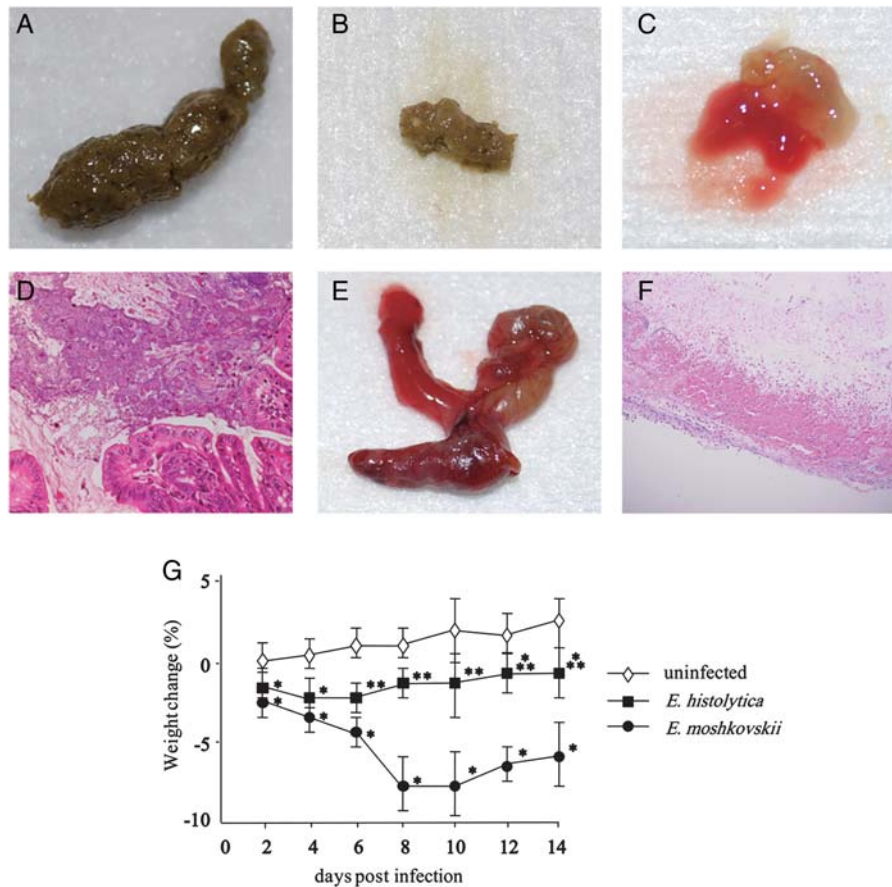 A
B
C
D
E
F
G
5
0
-5
-10
Weight change (%)
0 2 4 6 8 10 12 14
days post infection
* * ** ** ** * ** * **
* * * * * * *
uninfected
E. histolytica
E. moshkovskii